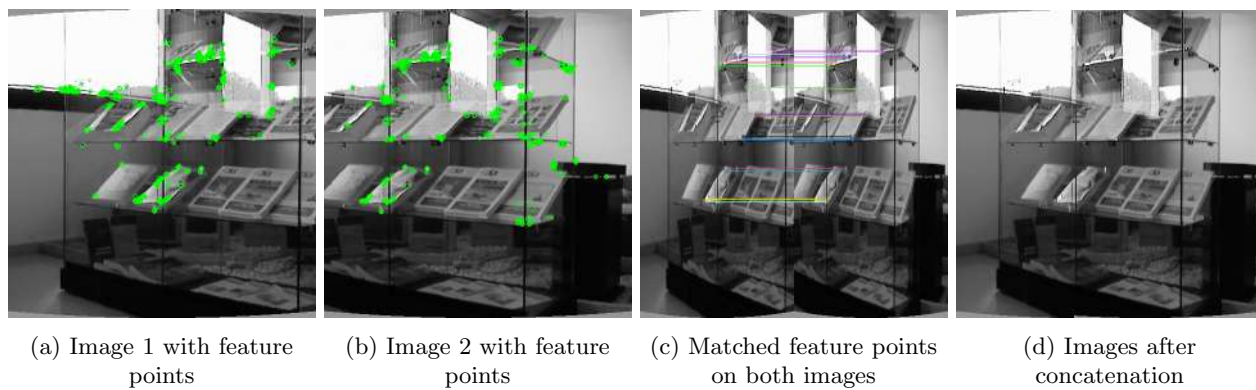 (a) Image 1 with feature
points
(b) Image 2 with feature
points
(c) Matched feature points
on both images
(d) Images after
concatenation